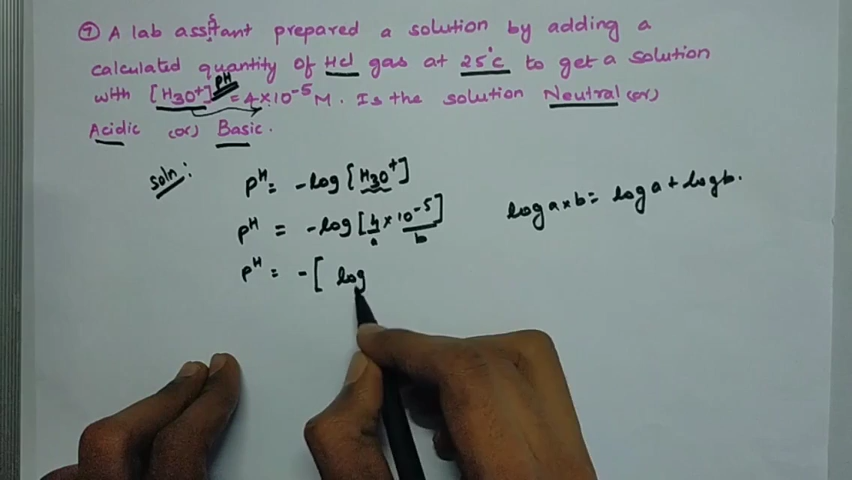 ⑦ A lab assstant prepared a solution by adding a
calculated quantity of Hcl gas at 25°C to get a solution
with [H3O+] pH = 4×10⁻⁵ M. Is the solution Neutral (or)
Acidic (or) Basic.
Soln:
pH = -log [H3O+]
pH = -log [4 × 10⁻⁵]
a b
log a×b = log a + log b.
pH = -[ log